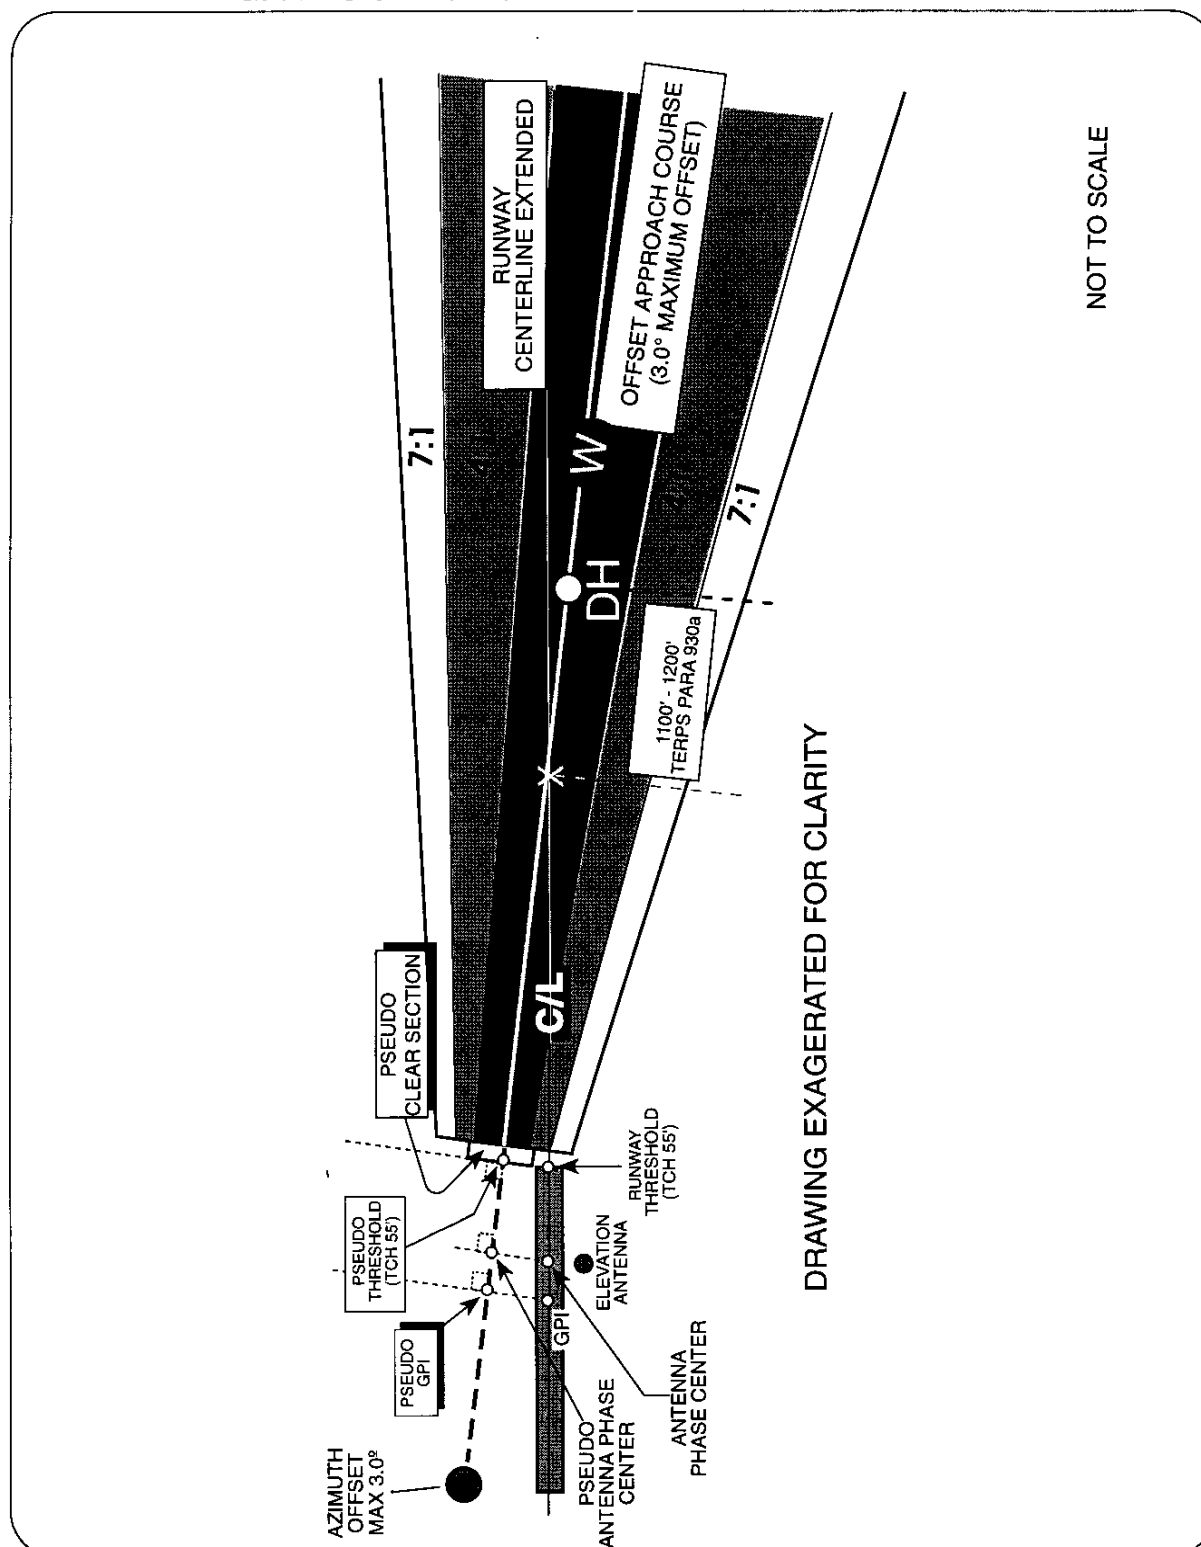 AZIMUTH
OFFSET
MAX 3.0º
PSEUDO
GPI
PSEUDO
THRESHOLD
(TCH 55')
PSEUDO
CLEAR SECTION
7:1
RUNWAY
CENTERLINE EXTENDED
OFFSET APPROACH COURSE
(3.0° MAXIMUM OFFSET)
W
DH
C/L
7:1
1100' - 1200'
TERPS PARA 930a
GPI
PSEUDO
ANTENNA PHASE
CENTER
ANTENNA
PHASE CENTER
ELEVATION
ANTENNA
RUNWAY
THRESHOLD
(TCH 55')
DRAWING EXAGERATED FOR CLARITY
NOT TO SCALE